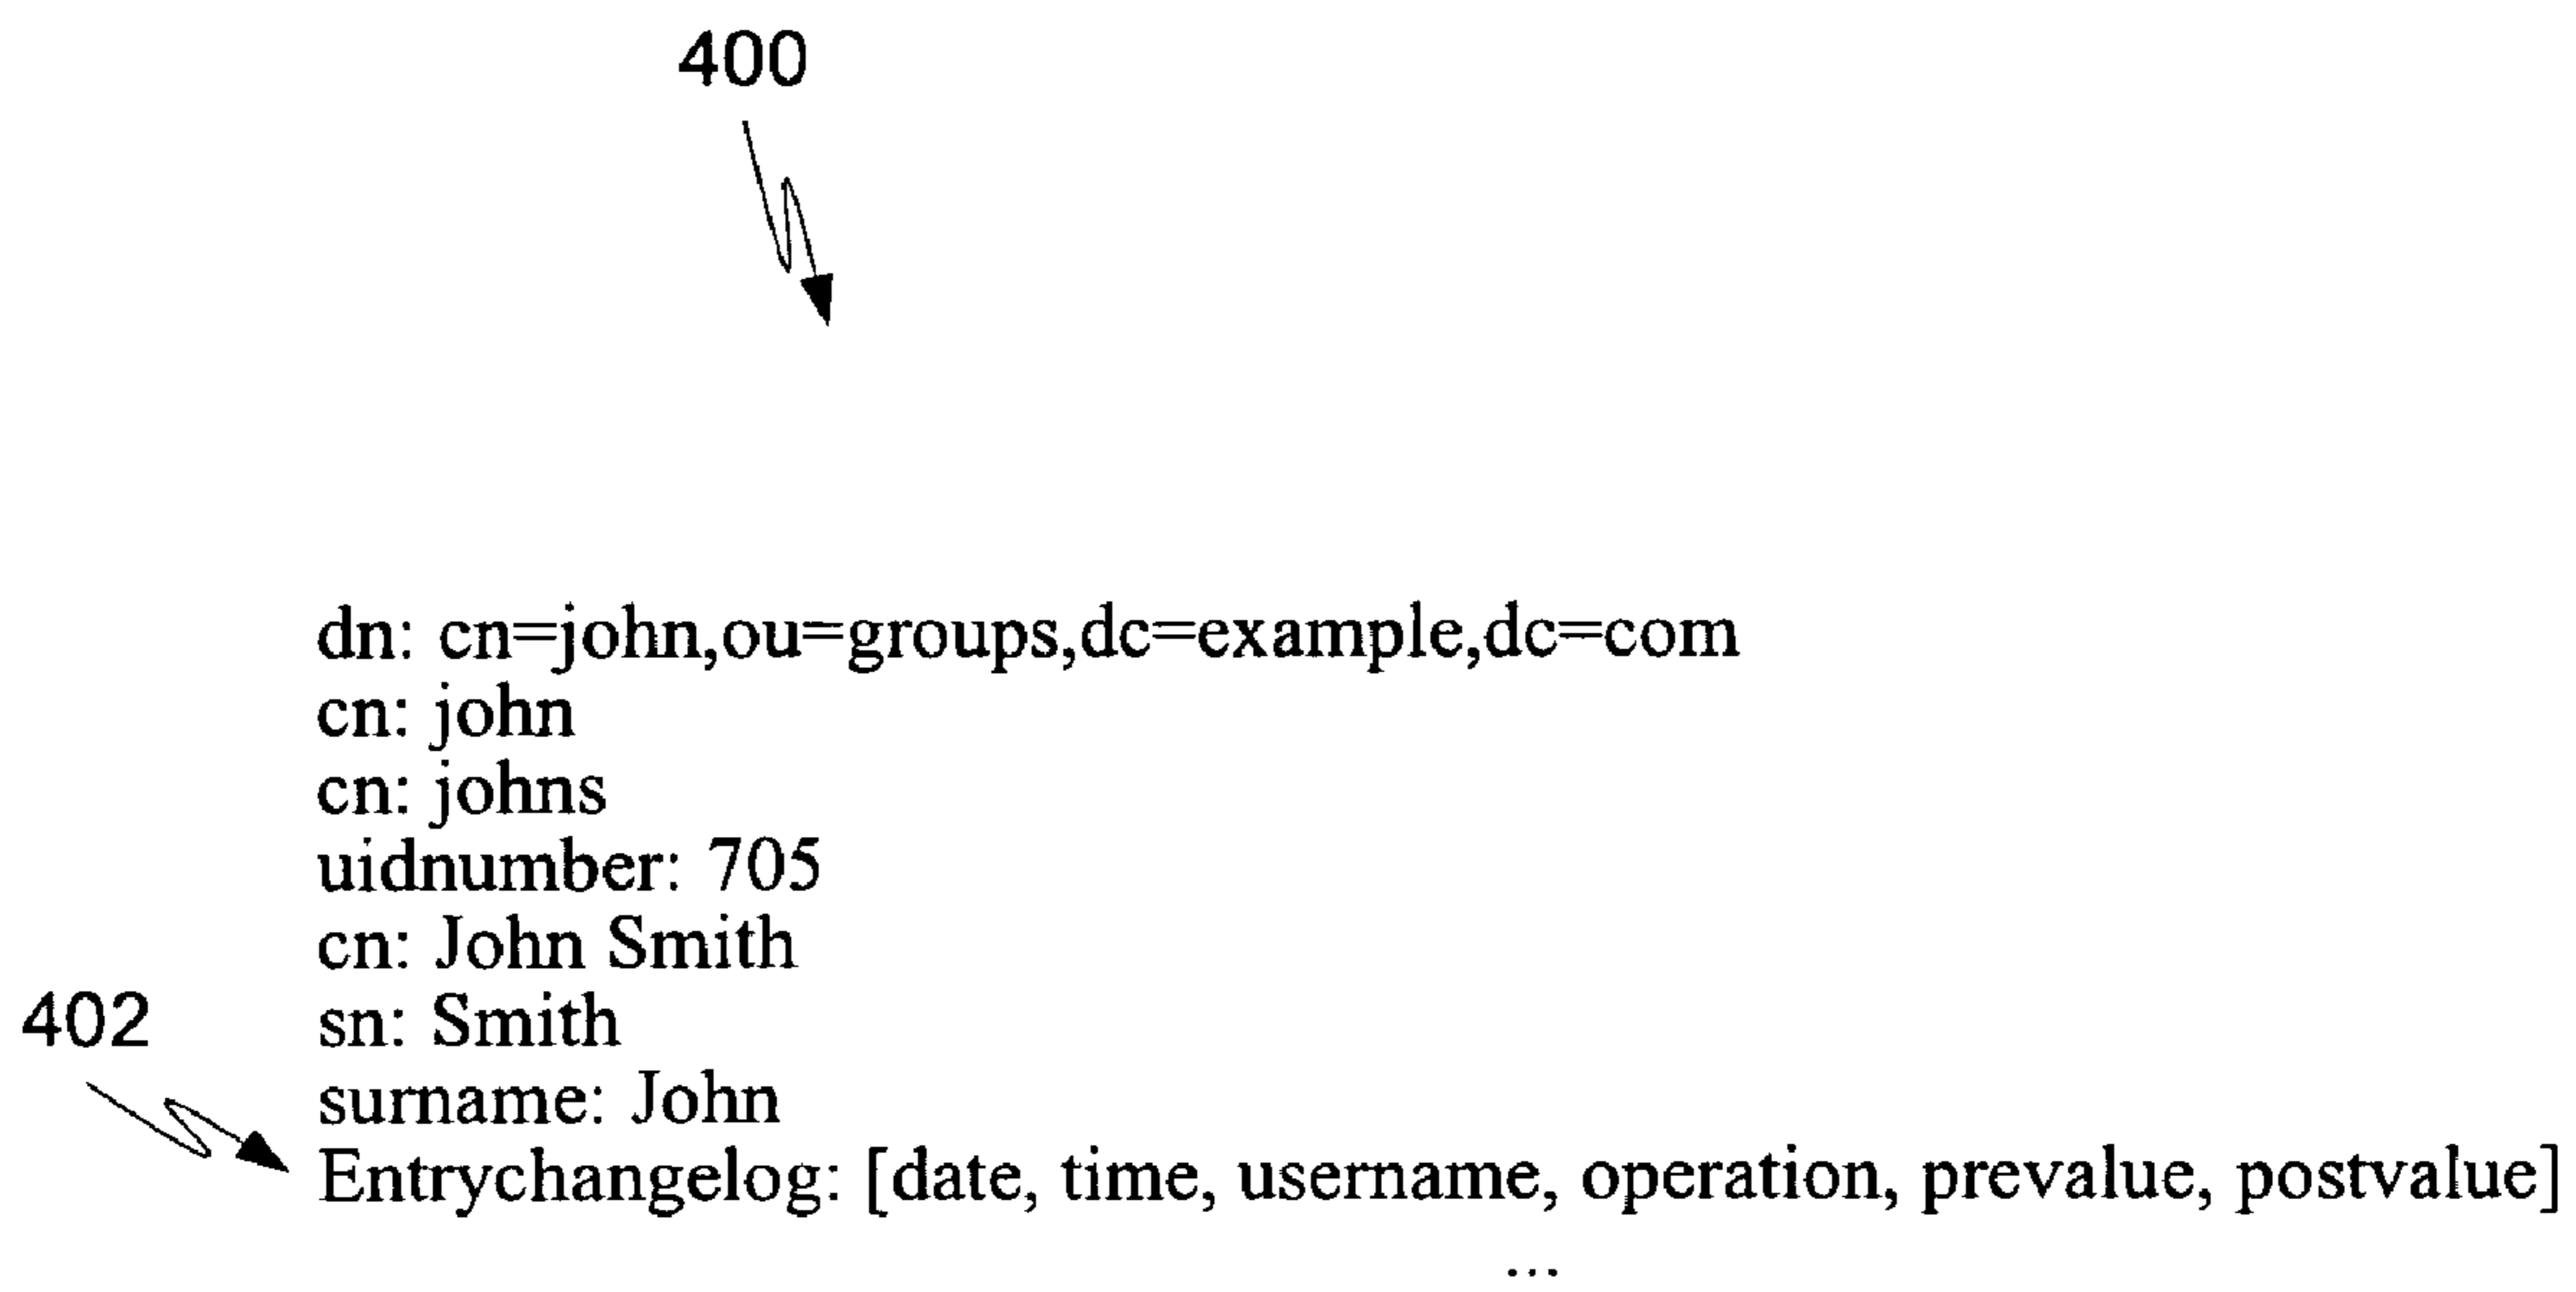 400
dn: cn=john,ou=groups,dc=example,dc=com
cn: john
cn: johns
uidnumber: 705
cn: John Smith
402
sn: Smith
surname: John
Entrychangelog: [date, time, username, operation, prevalue, postvalue]
...